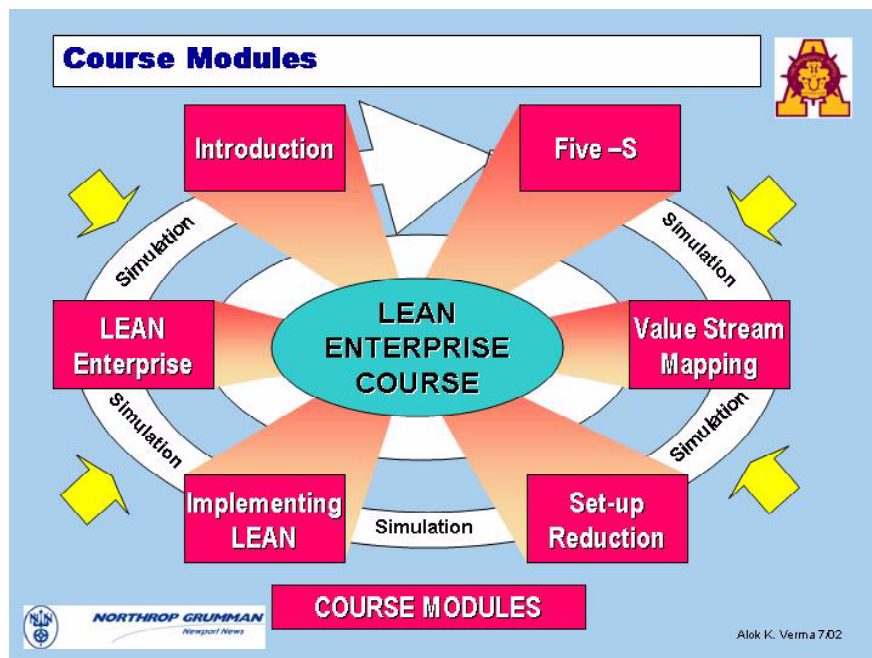 Course Modules
Introduction
Five –S
Simulation
Simulation
LEAN
Enterprise
LEAN
ENTERPRISE
COURSE
Value Stream
Mapping
Simulation
Simulation
Implementing
LEAN
Simulation
Set-up
Reduction
COURSE MODULES
NORTHROP GRUMMAN
Newport News
Alok K. Verma 7/02